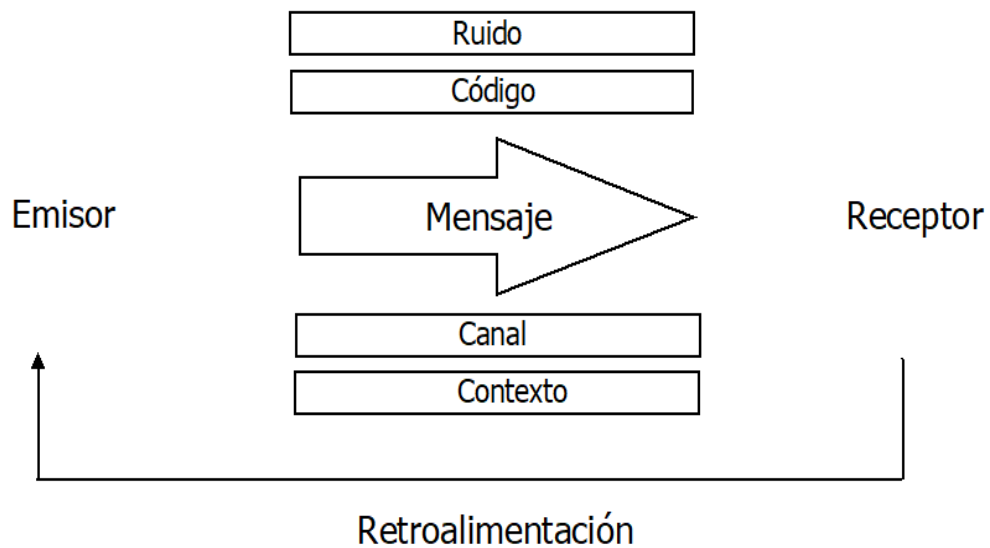 Ruido
Código
Emisor
Mensaje
Receptor
Canal
Contexto
Retroalimentación